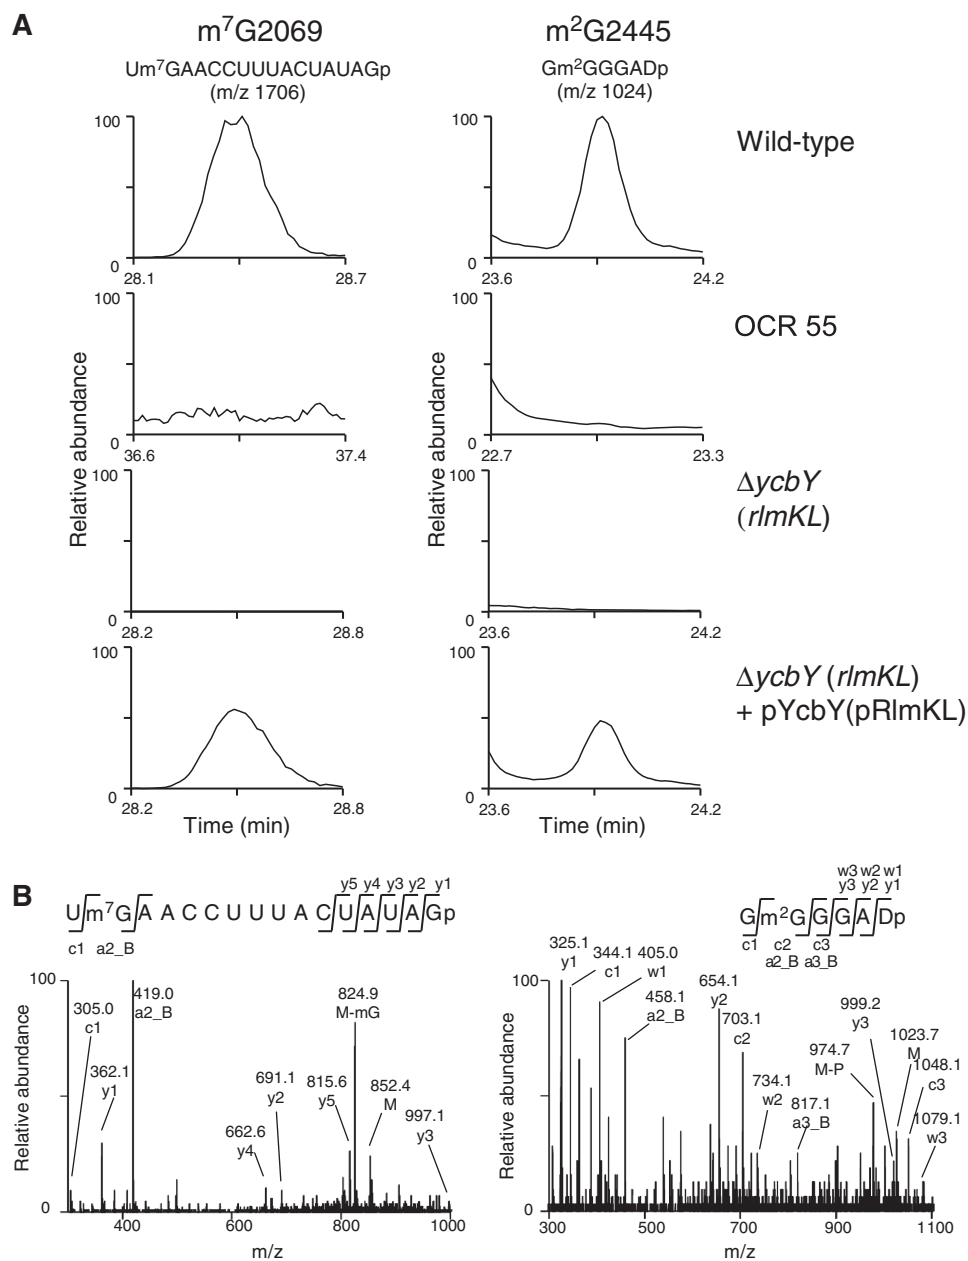 A
m7G2069
m2G2445
Um7GAACCUUUACUAUAGp
(m/z 1706)
Gm2GGGADp
(m/z 1024)
100
0
28.1
28.7
100
0
23.6
24.2
Wild-type
100
0
36.6
37.4
100
0
22.7
23.3
OCR 55
Relative abundance
Relative abundance
100
0
28.2
28.8
100
0
23.6
24.2
ΔycbY
(rlmKL)
100
0
28.2
28.8
Time (min)
100
0
23.6
24.2
Time (min)
ΔycbY (rlmKL)
+ pYcbY(pRlmKL)
B
y5 y4 y3 y2 y1
Um7GAACCUUUACUAUAGp
c1 a2_B
100
0
Relative abundance
305.0
c1
419.0
a2_B
362.1
y1
662.6
y4
691.1
y2
815.6
y5
824.9
M-mG
852.4
M
997.1
y3
400
600
800
1000
m/z
w3 w2 w1
y3 y2 y1
Gm2GGGADp
c1 c2 c3
a2_B a3_B
100
0
Relative abundance
325.1
y1
344.1
c1
405.0
w1
458.1
a2_B
654.1
y2
703.1
c2
734.1
w2
817.1
a3_B
974.7
M-P
999.2
y3
1023.7
M
1048.1
c3
1079.1
w3
300
500
700
900
1100
m/z